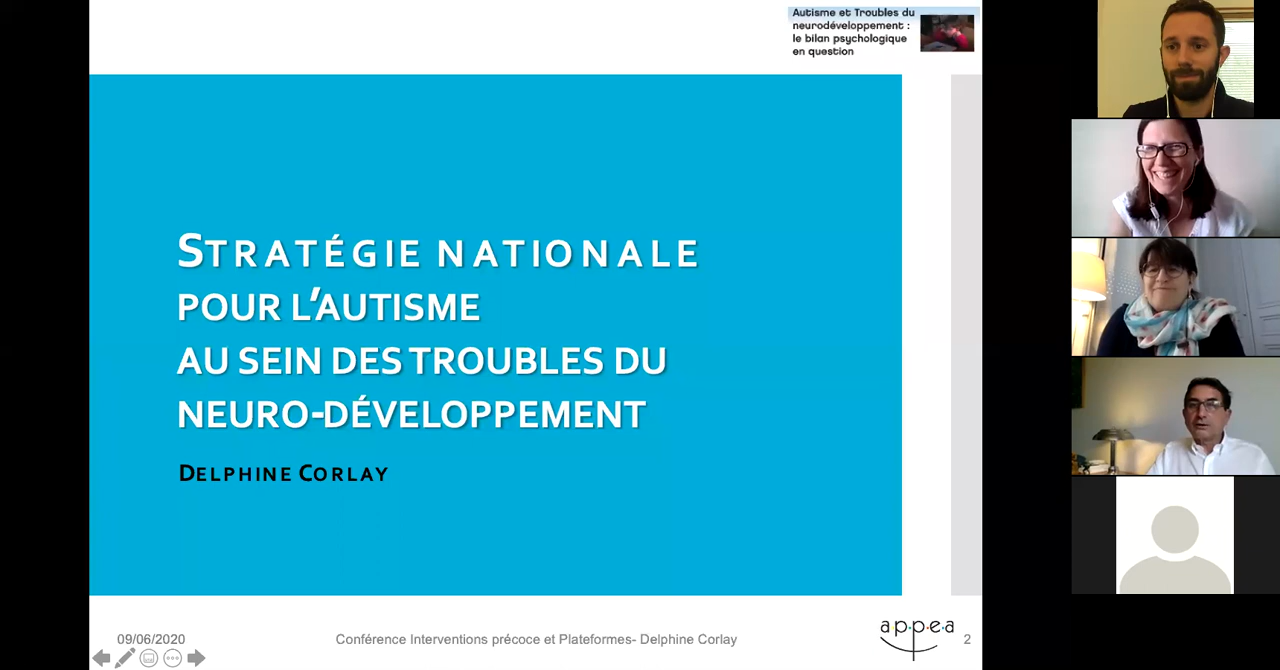 Autisme et Troubles du
neurodéveloppement :
le bilan psychologique
en question
STRATÉGIE NATIONALE
POUR L'AUTISME
AU SEIN DES TROUBLES DU
NEURO-DÉVELOPPEMENT
DELPHINE CORLAY
09/06/2020
Conférence Interventions précoce et Plateformes- Delphine Corlay
appea
2